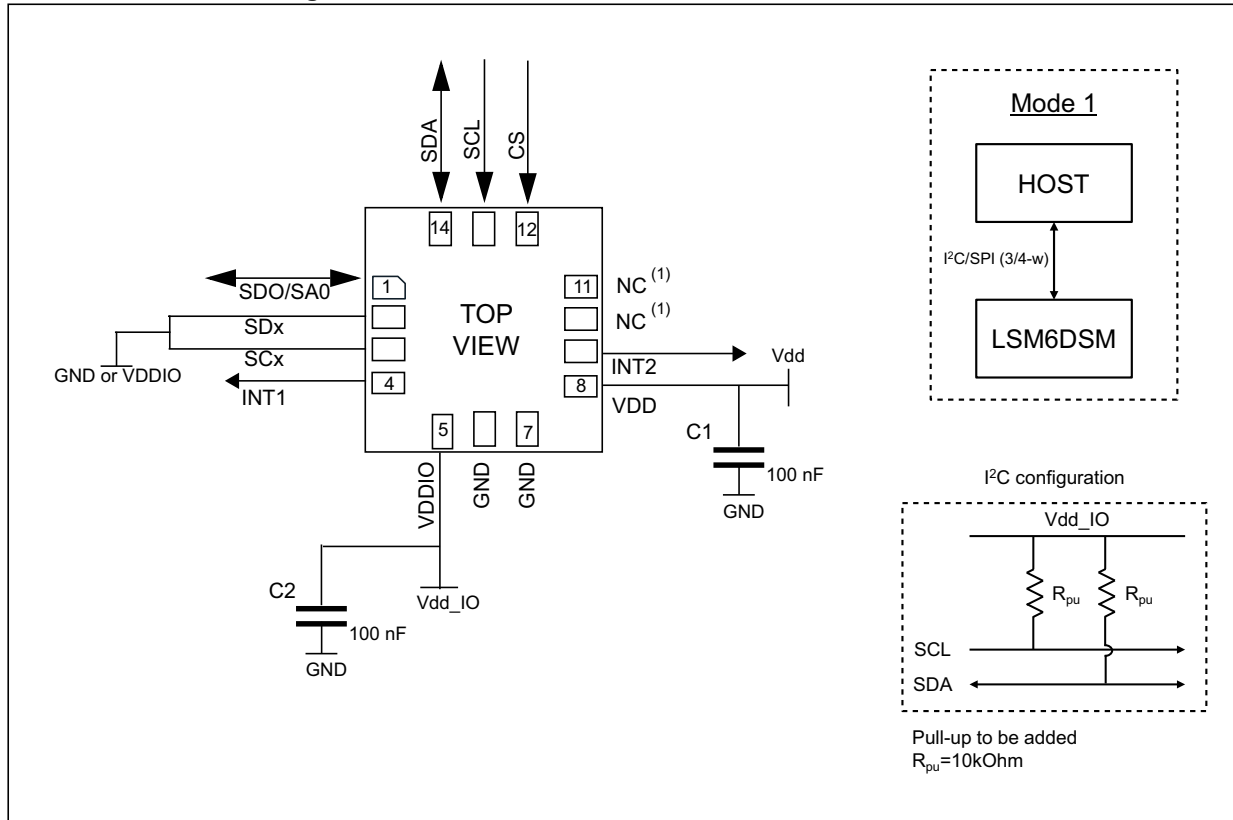 SDA
SCL
CS
14
12
SDO/SA0
1
11
NC (1)
SDx
TOP
VIEW
NC (1)
SCx
GND or VDDIO
INT1
4
INT2
8
VDD
Vdd
5
7
VDDIO
GND
GND
C1
100 nF
GND
C2
100 nF
GND
Vdd_IO
Mode 1
HOST
I²C/SPI (3/4-w)
LSM6DSM
I²C configuration
Vdd_IO
Rpu
Rpu
SCL
SDA
Pull-up to be added
Rpu=10kOhm